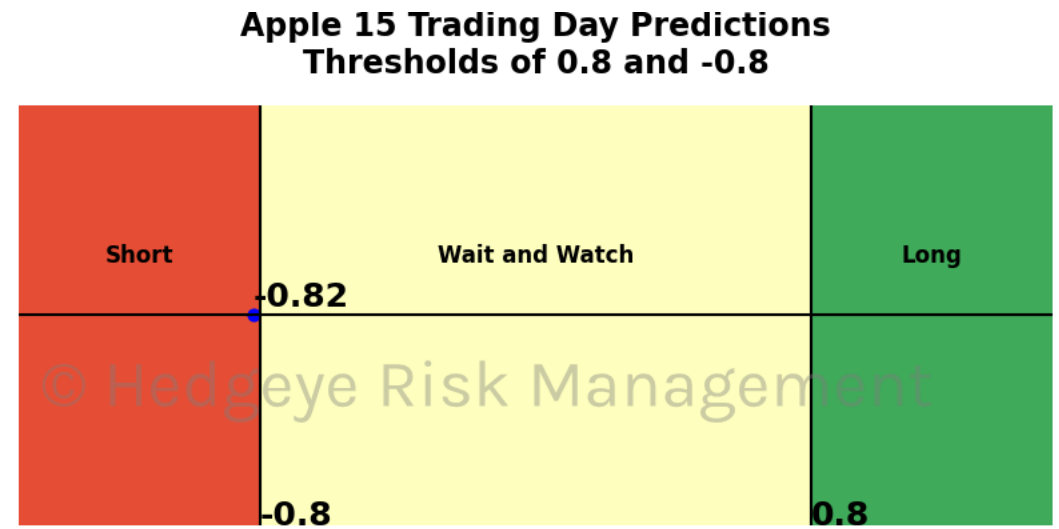 Apple 15 Trading Day Predictions
Thresholds of 0.8 and -0.8
Short
Wait and Watch
Long
-0.82
© Hedgeye Risk Management
-0.8
0.8